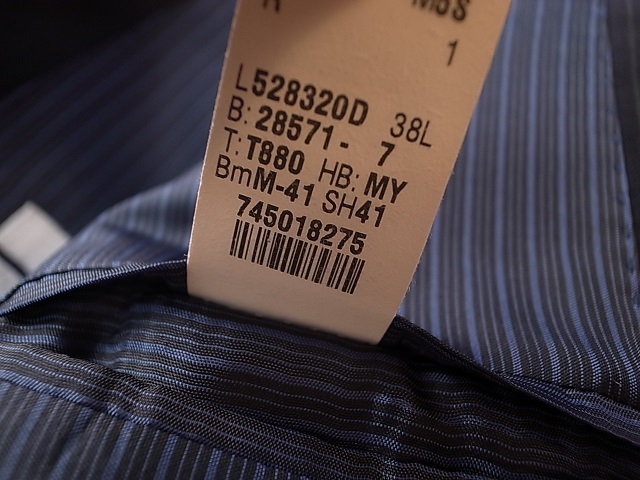 1
L528320D 38L
B: 28571- 7
T: T880 HB: MY
BmM-41 SH41
745018275